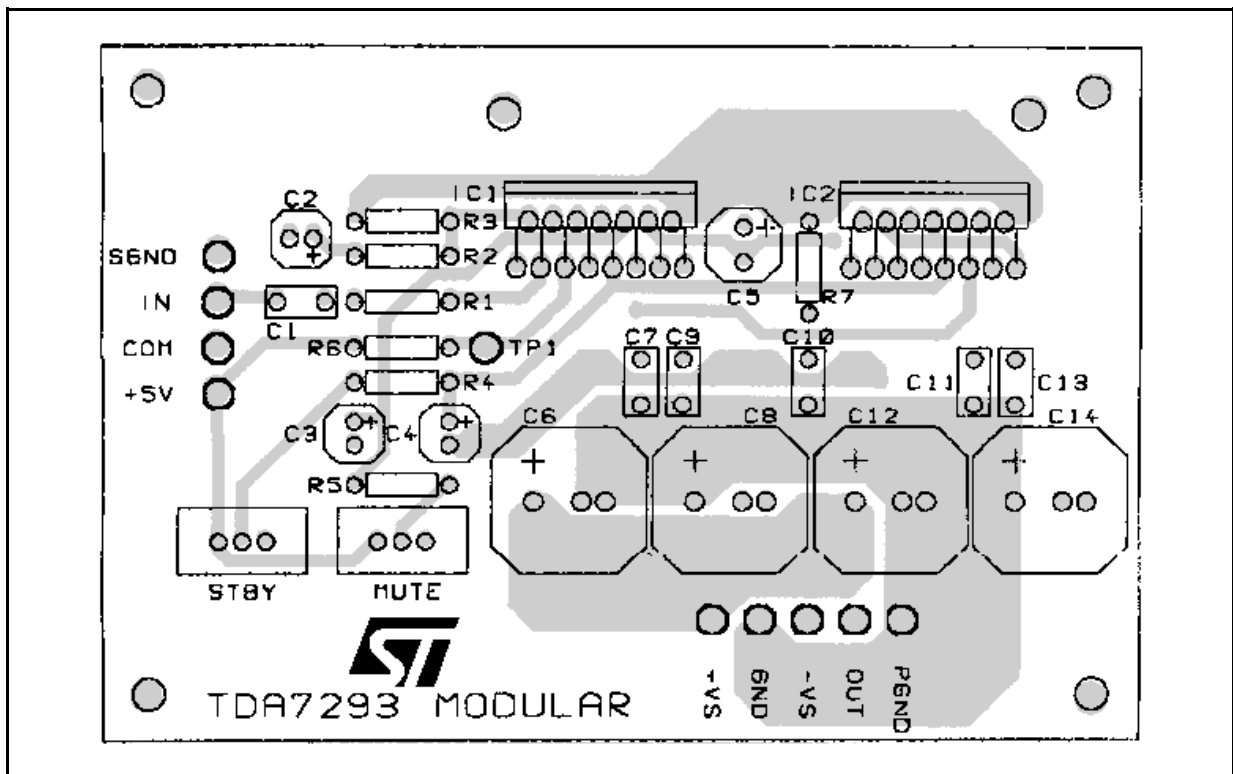 IC1
IC2
C2
R3
SGND
R2
IN
C1
R1
C5
R7
COM
R6
TP1
C7
C9
C10
+5V
R4
C11
C13
C3
C4
C6
C8
C12
C14
R5
STBY
MUTE
ST
TDA7293 MODULAR
+VS
GND
-VS
OUT
PGND